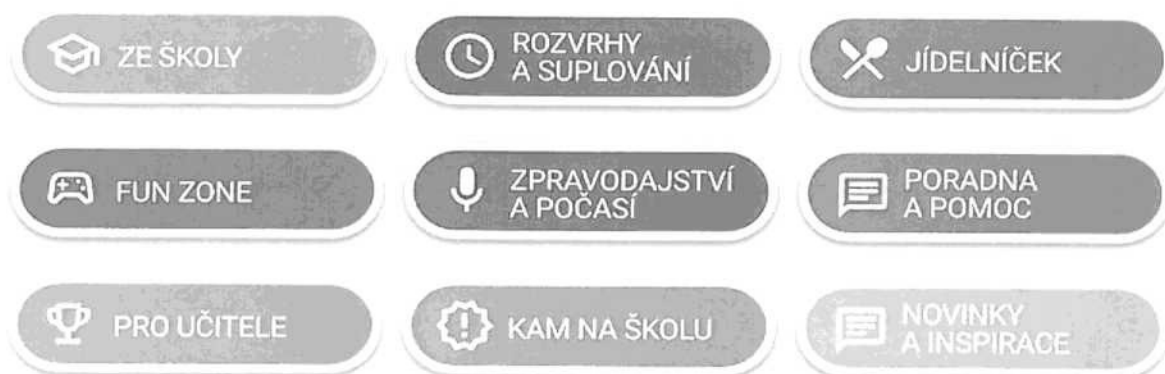 ZE ŠKOLY
ROZVRHY
A SUPLOVÁNÍ
JÍDELNÍČEK
FUN ZONE
ZPRAVODAJSTVÍ
A POČASÍ
PORADNA
A POMOC
PRO UČITELE
KAM NA ŠKOLU
NOVINKY
A INSPIRACE